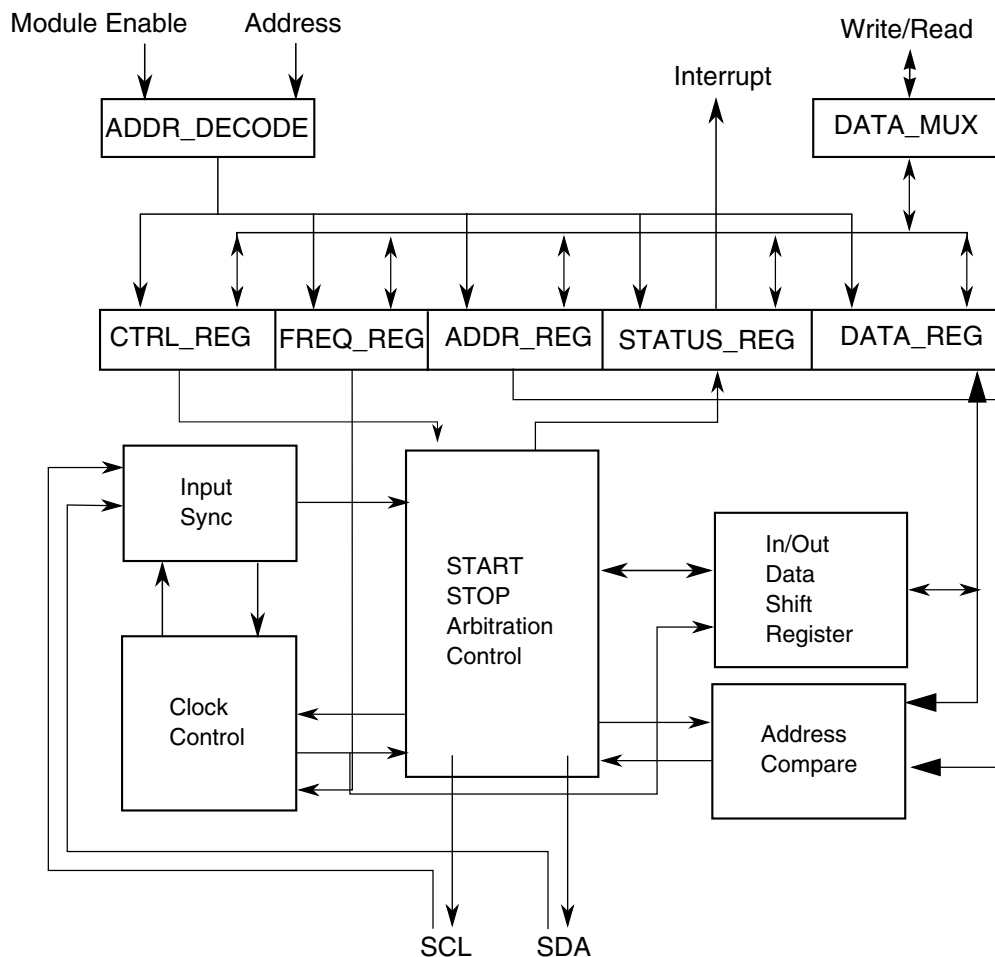 Module Enable
Address
Write/Read
Interrupt
ADDR_DECODE
DATA_MUX
CTRL_REG
FREQ_REG
ADDR_REG
STATUS_REG
DATA_REG
Input
Sync
START
STOP
Arbitration
Control
In/Out
Data
Shift
Register
Clock
Control
Address
Compare
SCL
SDA